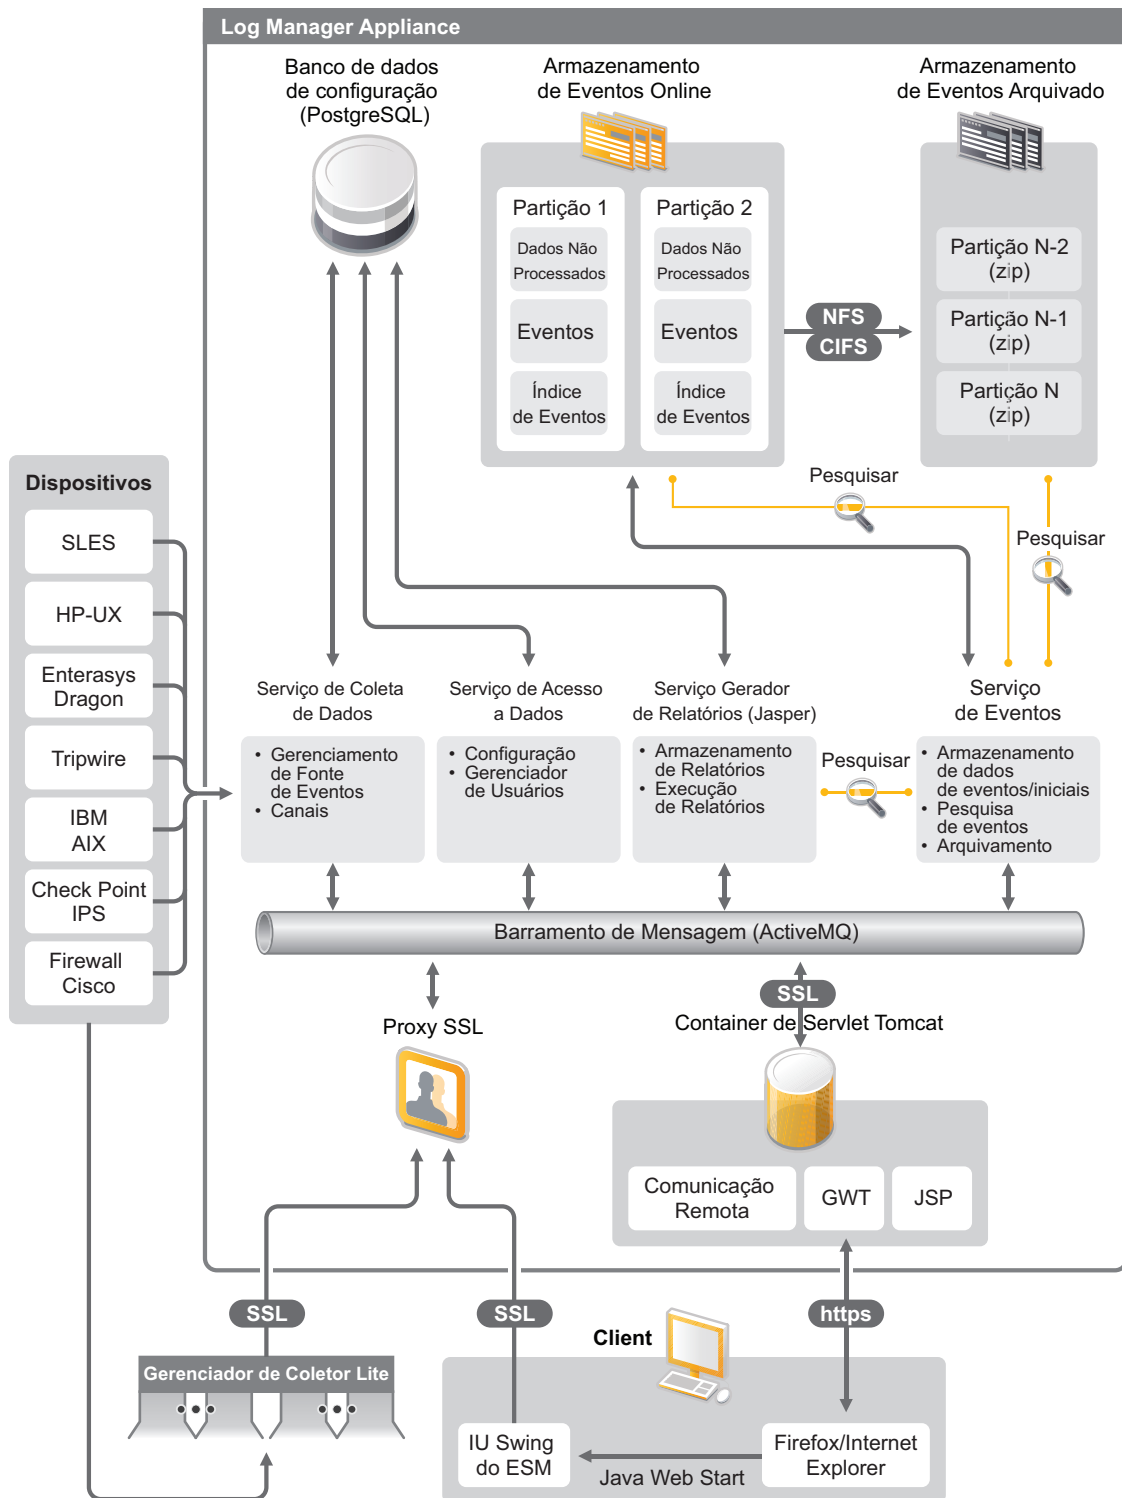 Log Manager Appliance
Banco de dados
de configuração
(PostgreSQL)
Armazenamento
de Eventos Online
Armazenamento
de Eventos Arquivado
Partição 1
Dados Não
Processados
Eventos
Índice
de Eventos
Partição 2
Dados Não
Processados
Eventos
Índice
de Eventos
NFS
CIFS
Partição N-2
(zip)
Partição N-1
(zip)
Partição N
(zip)
Pesquisar
Pesquisar
Dispositivos
SLES
HP-UX
Enterasys
Dragon
Tripwire
IBM
AIX
Check Point
IPS
Firewall
Cisco
Serviço de Coleta
de Dados
• Gerenciamento
de Fonte
de Eventos
• Canais
Serviço de Acesso
a Dados
• Configuração
• Gerenciador
de Usuários
Serviço Gerador
de Relatórios (Jasper)
• Armazenamento
de Relatórios
• Execução
de Relatórios
Pesquisar
Serviço
de Eventos
• Armazenamento
de dados
de eventos/iniciais
• Pesquisa
de eventos
• Arquivamento
Barramento de Mensagem (ActiveMQ)
Proxy SSL
SSL
Container de Servlet Tomcat
Comunicação
Remota
GWT
JSP
SSL
SSL
https
Client
Gerenciador de Coletor Lite
IU Swing
do ESM
Java Web Start
Firefox/Internet
Explorer